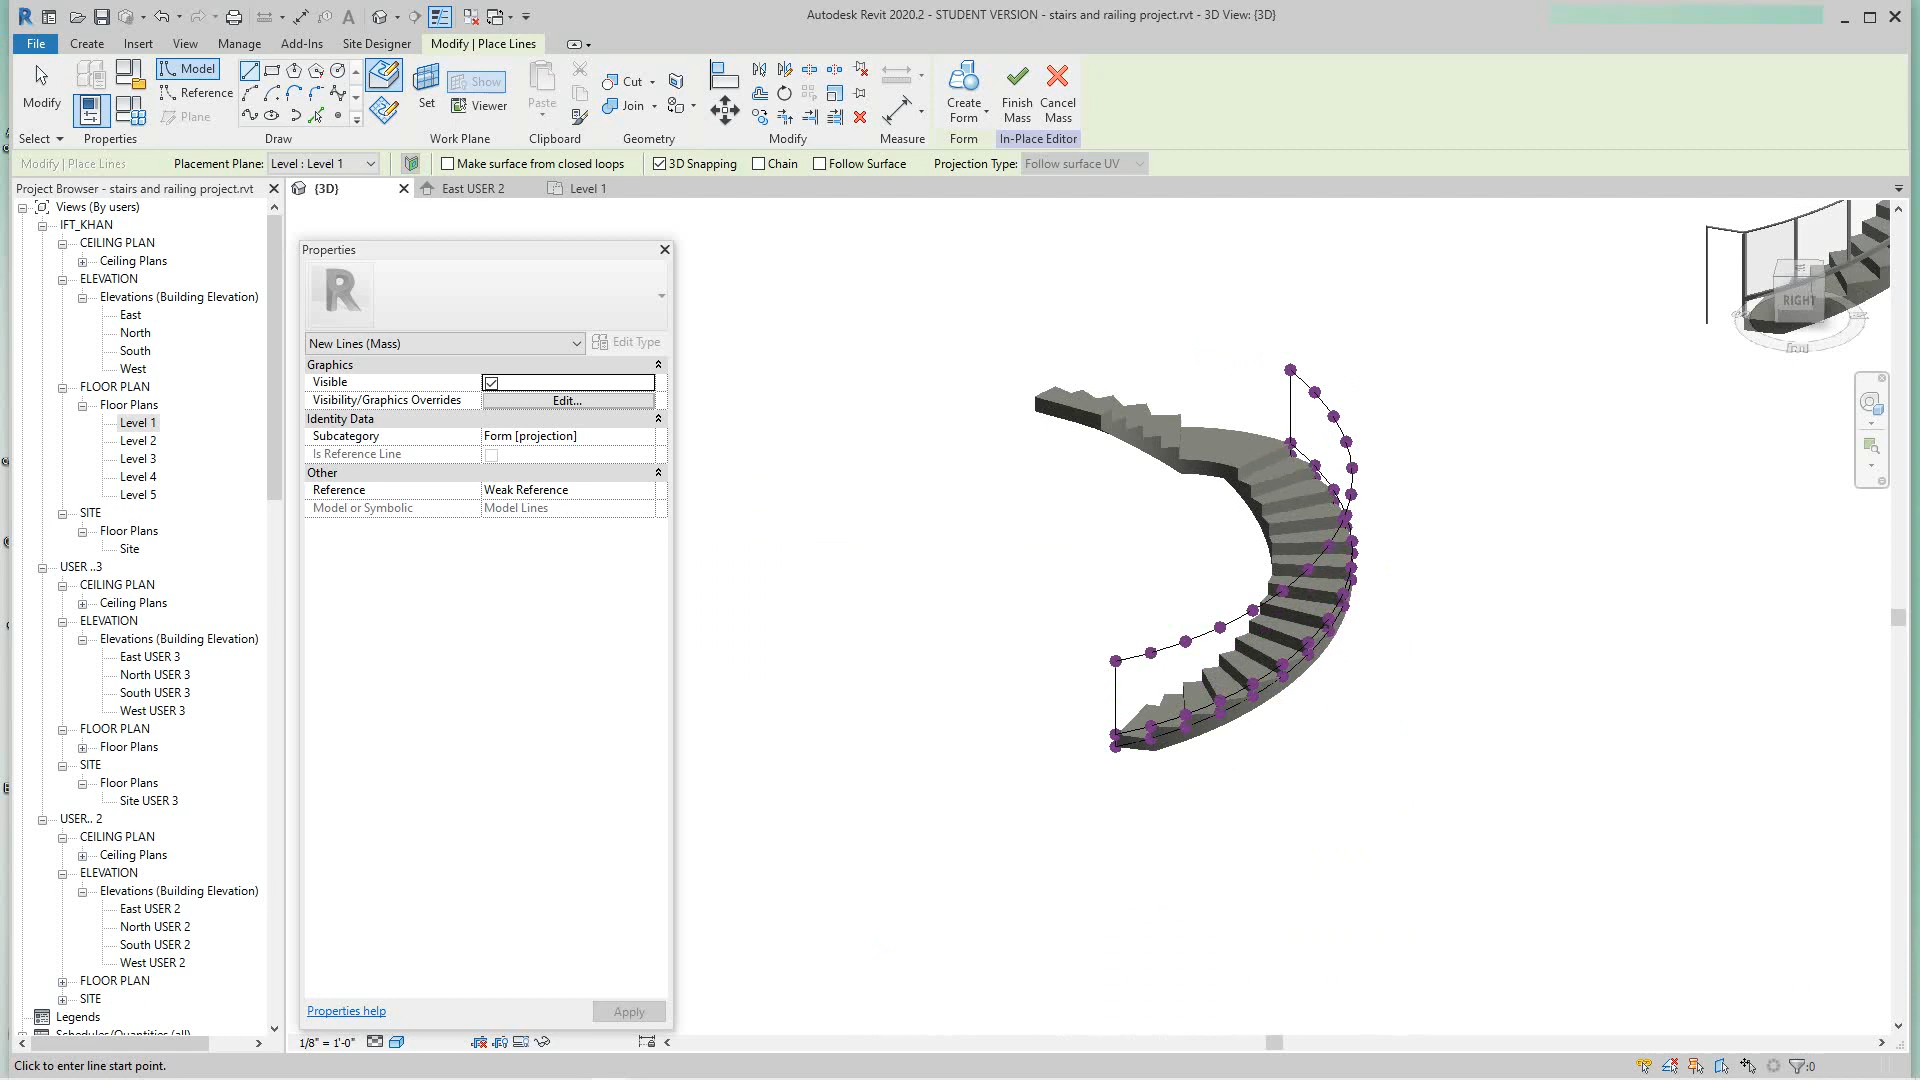 Autodesk Revit 2020.2 - STUDENT VERSION - stairs and railing project.rvt - 3D View: {3D}
File Create Insert View Manage Add-Ins Site Designer Modify | Place Lines
Modify
Model
Reference
Plane
Set
Show
Viewer
Paste
Cut
Join
Create Form
Finish Mass
Cancel Mass
Select Properties Draw Work Plane Clipboard Geometry Modify Measure Form In-Place Editor
Modify | Place Lines Placement Plane: Level : Level 1 Make surface from closed loops 3D Snapping Chain Follow Surface Projection Type: Follow surface UV
Project Browser - stairs and railing project.rvt
{3D} East USER 2 Level 1
Views (By users)
IFT_KHAN
CEILING PLAN
Ceiling Plans
ELEVATION
Elevations (Building Elevation)
East
North
South
West
FLOOR PLAN
Floor Plans
Level 1
Level 2
Level 3
Level 4
Level 5
SITE
Floor Plans
Site
USER ..3
CEILING PLAN
Ceiling Plans
ELEVATION
Elevations (Building Elevation)
East USER 3
North USER 3
South USER 3
West USER 3
FLOOR PLAN
Floor Plans
SITE
Floor Plans
Site USER 3
USER.. 2
CEILING PLAN
Ceiling Plans
ELEVATION
Elevations (Building Elevation)
East USER 2
North USER 2
South USER 2
West USER 2
FLOOR PLAN
SITE
Legends
Schedules/Quantities (all)
Properties
R
New Lines (Mass) Edit Type
Graphics
Visible
Visibility/Graphics Overrides Edit...
Identity Data
Subcategory Form [projection]
Is Reference Line
Other
Reference Weak Reference
Model or Symbolic Model Lines
Properties help Apply
RIGHT
1/8" = 1'-0"
Click to enter line start point.
:0